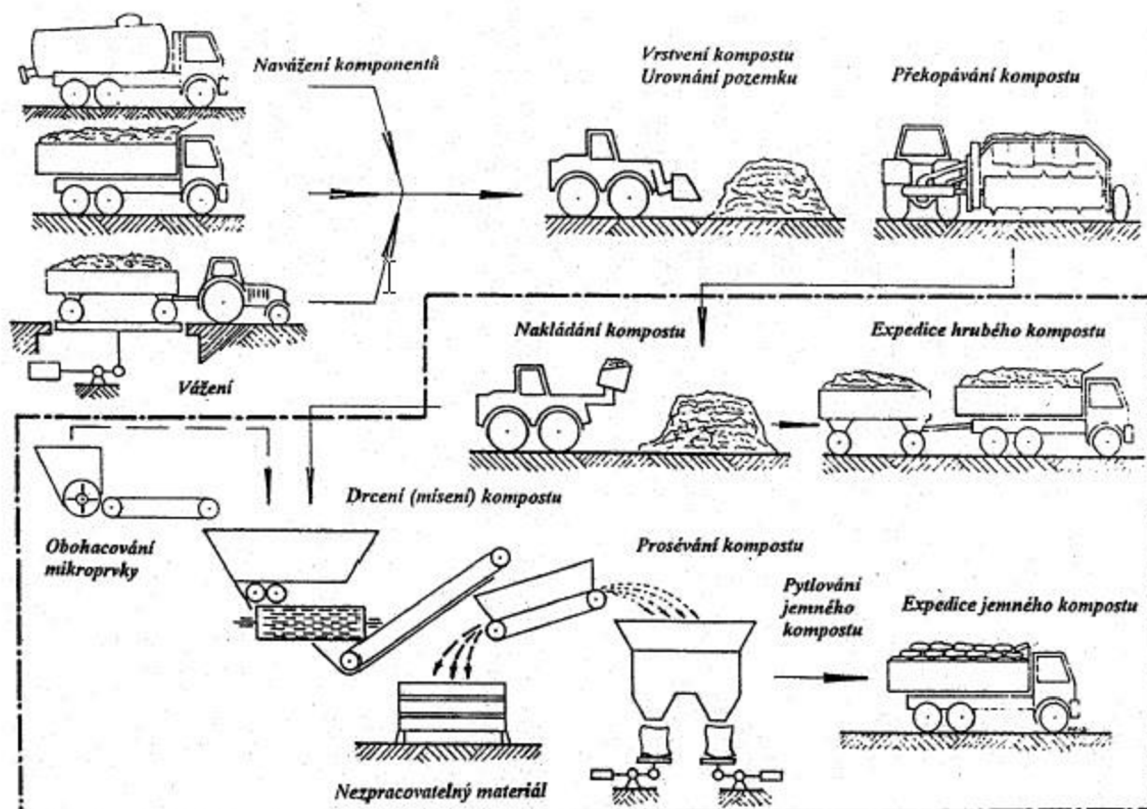 Navážení komponentů
Vrstvení kompostu
Urovnání pozemku
Překopávání kompostu
Vážení
Nakládání kompostu
Expedice hrubého kompostu
Obohacování
mikroprvky
Drcení (mísení) kompostu
Prosévání kompostu
Pytlování
jemného
kompostu
Expedice jemného kompostu
Nezpracovatelný materiál